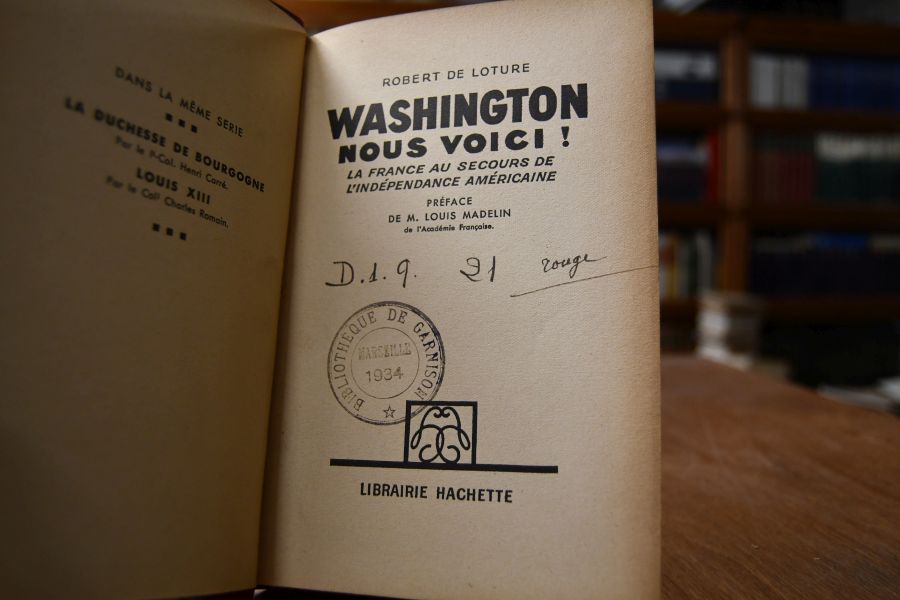 DANS LA MÊME SERIE
LA DUCHESSE DE BOURGOGNE
Par le Lt-Col. Henri Carré.
LOUIS XIII
Par le Coll Charles Romain.
ROBERT DE LOTURE
WASHINGTON
NOUS VOICI !
LA FRANCE AU SECOURS DE
L'INDÉPENDANCE AMÉRICAINE
PRÉFACE
DE M. LOUIS MADELIN
de l'Académie Française.
D.1.9. 21 rouge
BIBLIOTHÈQUE DE GARNISON
MARSEILLE
1934
LIBRAIRIE HACHETTE